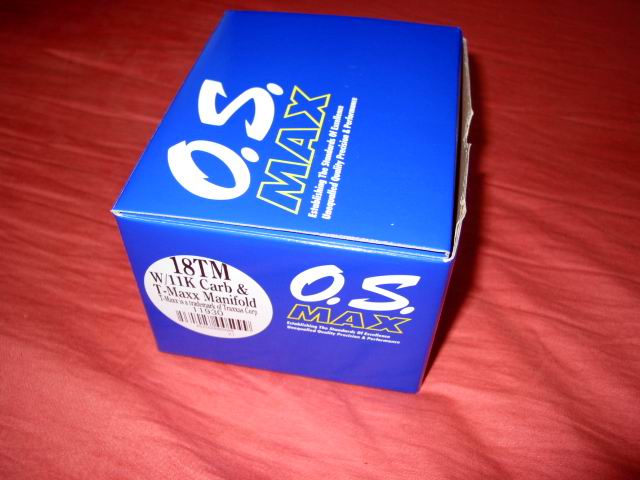 O.S.
MAX
Establishing The Standards Of Excellence
Unequalled Quality Precision & Performance
18TM
W/11K Carb &
T-Maxx Manifold
T-Maxx is a trademark of Traxxas Corp
11930
O.S.
MAX
Establishing The Standards Of Excellence
Unequalled Quality Precision & Performance